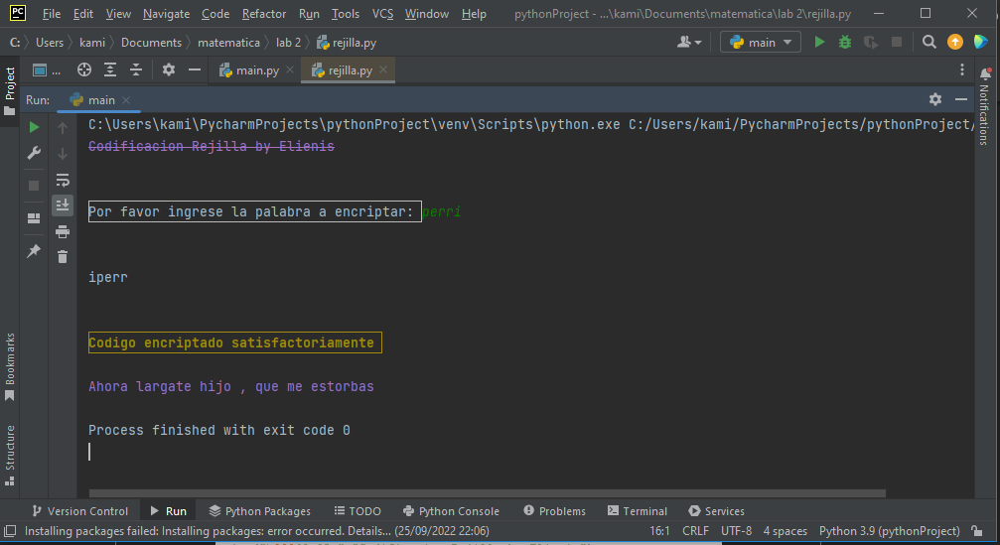 PC File Edit View Navigate Code Refactor Run Tools VCS Window Help pythonProject - ...\kami\Documents\matematica\lab 2\rejilla.py
C: Users kami Documents matematica lab 2 rejilla.py main
Project ... main.py rejilla.py
Run: main
Notifications
C:\Users\kami\PycharmProjects\pythonProject\venv\Scripts\python.exe C:/Users/kami/PycharmProjects/pythonProject/
Codificacion Rejilla by Elienis
Por favor ingrese la palabra a encriptar: perri
iperr
Codigo encriptado satisfactoriamente
Ahora largate hijo , que me estorbas
Process finished with exit code 0
Bookmarks
Structure
Version Control Run Python Packages TODO Python Console Problems Terminal Services
Installing packages failed: Installing packages: error occurred. Details... (25/09/2022 22:06) 16:1 CRLF UTF-8 4 spaces Python 3.9 (pythonProject)